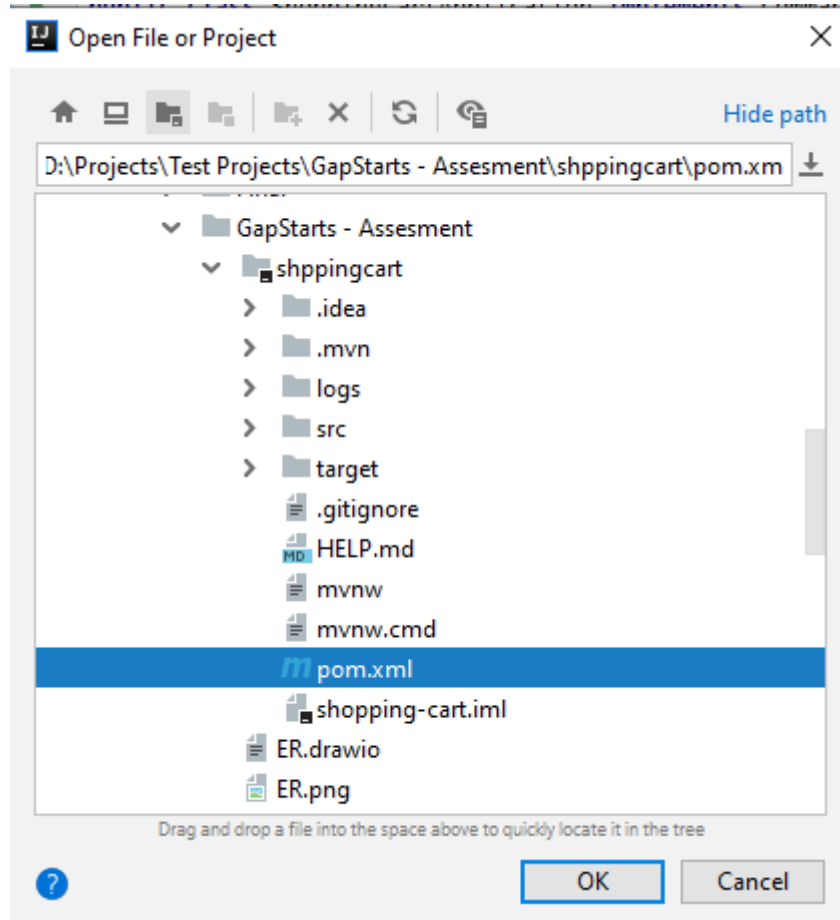 Open File or Project
Hide path
D:\Projects\Test Projects\GapStarts - Assesment\shppingcart\pom.xm
GapStarts - Assesment
shppingcart
.idea
.mvn
logs
src
target
.gitignore
MD HELP.md
mvnw
mvnw.cmd
m pom.xml
shopping-cart.iml
ER.drawio
ER.png
Drag and drop a file into the space above to quickly locate it in the tree
? OK Cancel